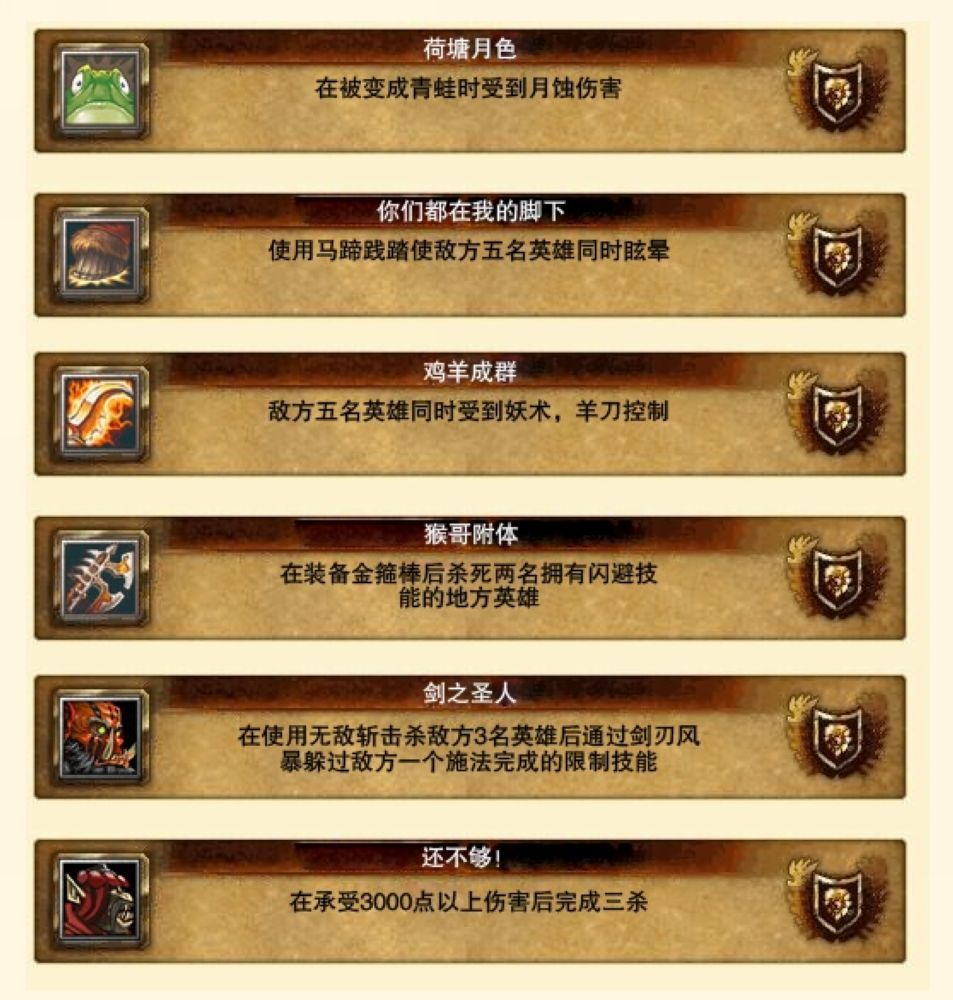 荷塘月色
在被变成青蛙时受到月蚀伤害
你们都在我的脚下
使用马蹄践踏使敌方五名英雄同时眩晕
鸡羊成群
敌方五名英雄同时受到妖术，羊刀控制
猴哥附体
在装备金箍棒后杀死两名拥有闪避技
能的地方英雄
剑之圣人
在使用无敌斩击杀敌方3名英雄后通过剑刃风
暴躲过敌方一个施法完成的限制技能
还不够!
在承受3000点以上伤害后完成三杀